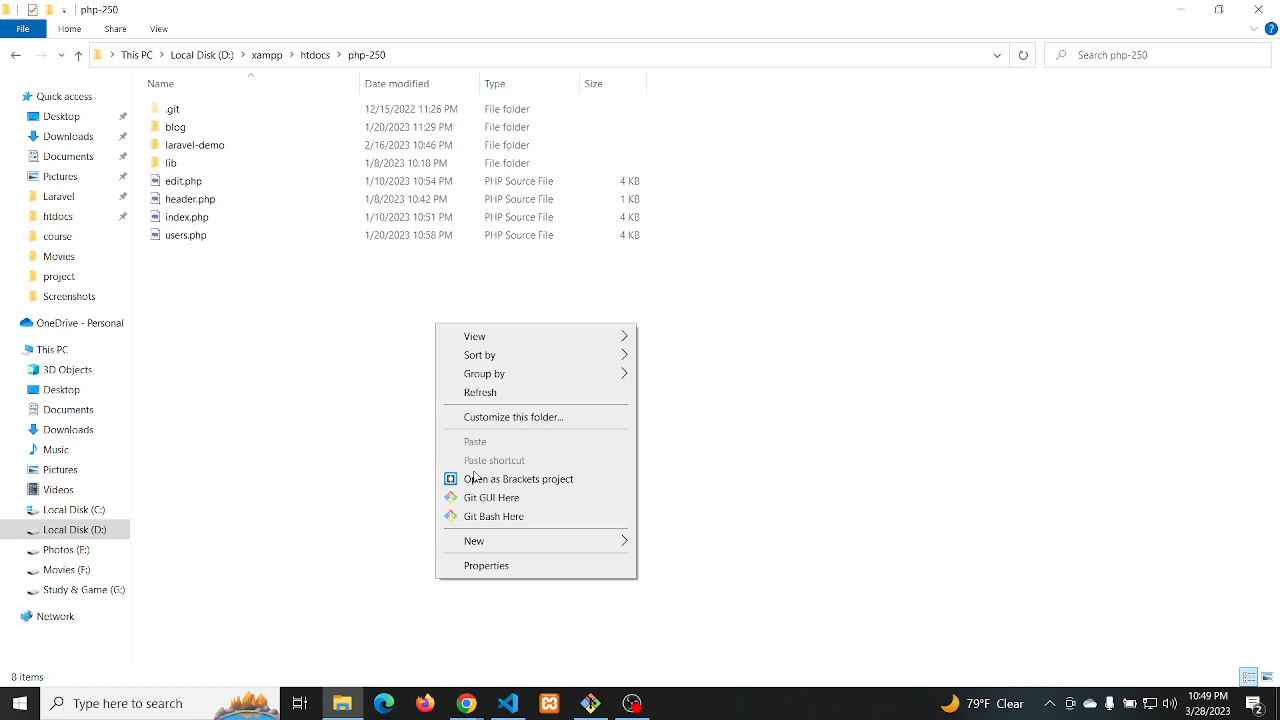 php-250
File Home Share View
This PC Local Disk (D:) xampp htdocs php-250
Search php-250
Name Date modified Type Size
.git 12/15/2022 11:26 PM File folder
blog 1/20/2023 11:29 PM File folder
laravel-demo 2/16/2023 10:46 PM File folder
lib 1/8/2023 10:18 PM File folder
edit.php 1/10/2023 10:54 PM PHP Source File 4 KB
header.php 1/8/2023 10:42 PM PHP Source File 1 KB
index.php 1/10/2023 10:51 PM PHP Source File 4 KB
users.php 1/20/2023 10:58 PM PHP Source File 4 KB
Quick access
Desktop
Downloads
Documents
Pictures
Laravel
htdocs
course
Movies
project
Screenshots
OneDrive - Personal
This PC
3D Objects
Desktop
Documents
Downloads
Music
Pictures
Videos
Local Disk (C:)
Local Disk (D:)
Photos (E:)
Movies (F:)
Study & Game (G:)
Network
View
Sort by
Group by
Refresh
Customize this folder...
Paste
Paste shortcut
Open as Brackets project
Git GUI Here
Git Bash Here
New
Properties
8 items
Type here to search
79°F Clear
10:49 PM
3/28/2023
2